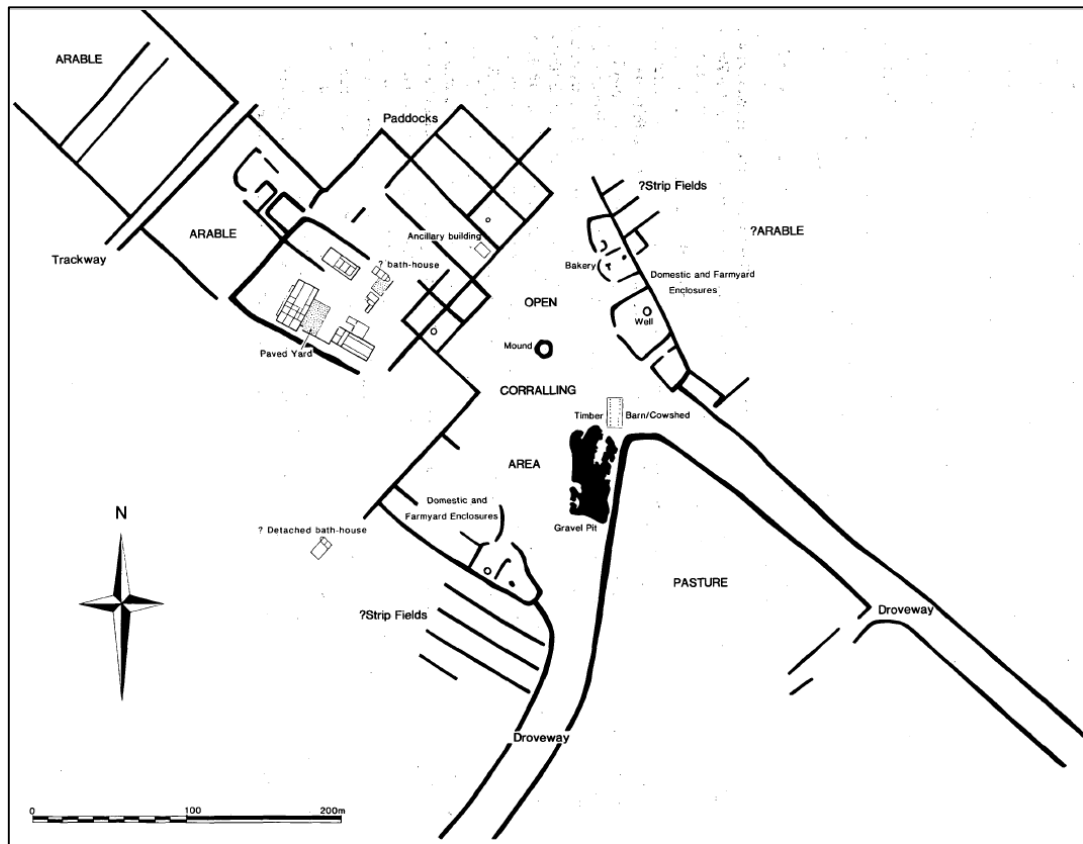 ARABLE
Paddocks
?Strip Fields
ARABLE
Ancillary building
?ARABLE
Trackway
?
bath-house
Bakery
Domestic and Farmyard
Enclosures
OPEN
Well
Mound
Paved Yard
CORRALLING
Timber
Barn/Cowshed
AREA
Domestic and
Farmyard Enclosures
N
? Detached bath-house
Gravel Pit
PASTURE
?Strip Fields
Droveway
Droveway
0 100 200m